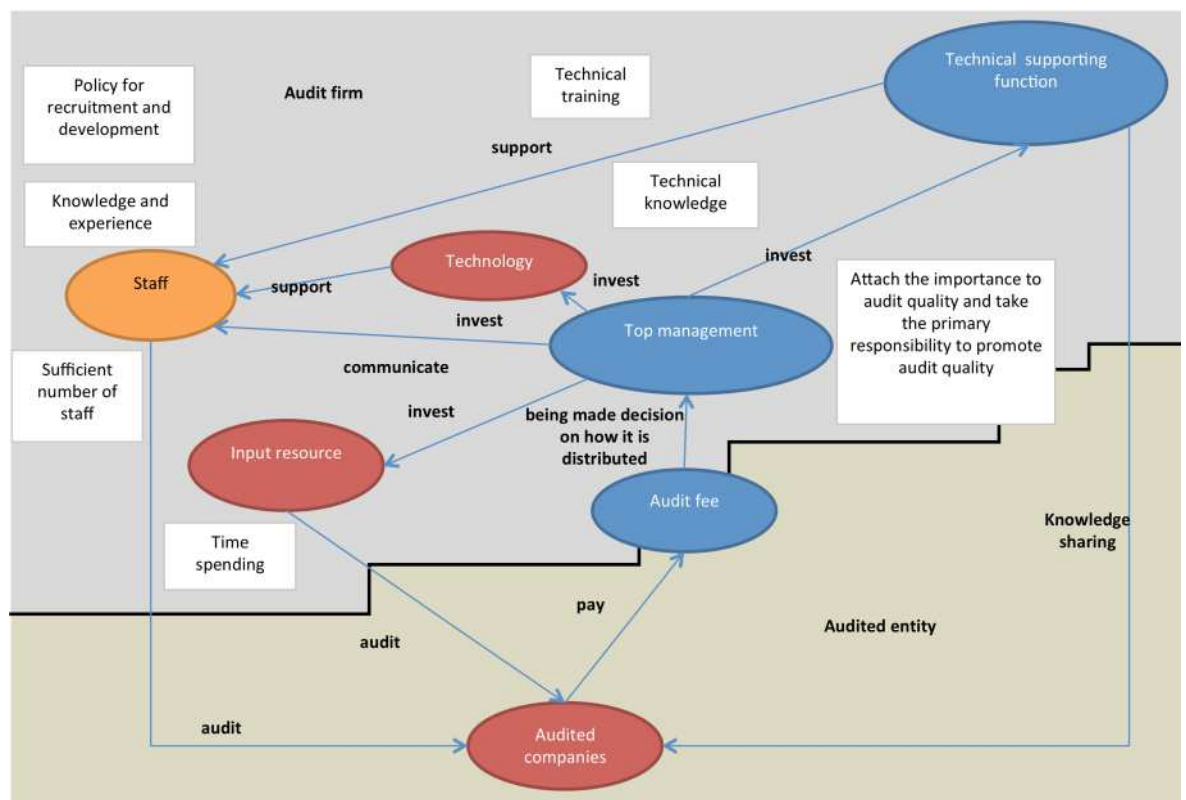 Technical supporting
function
Technical
training
Policy for
recruitment and
development
Audit firm
support
Technical
knowledge
Knowledge and
experience
Technology
invest
Staff
support
invest
Attach the importance to
audit quality and take
the primary
responsibility to promote
audit quality
invest
Top management
communicate
Sufficient
number of
staff
invest
being made decision
on how it is
distributed
Input resource
Audit fee
Knowledge
sharing
Time
spending
pay
Audited entity
audit
audit
Audited
companies